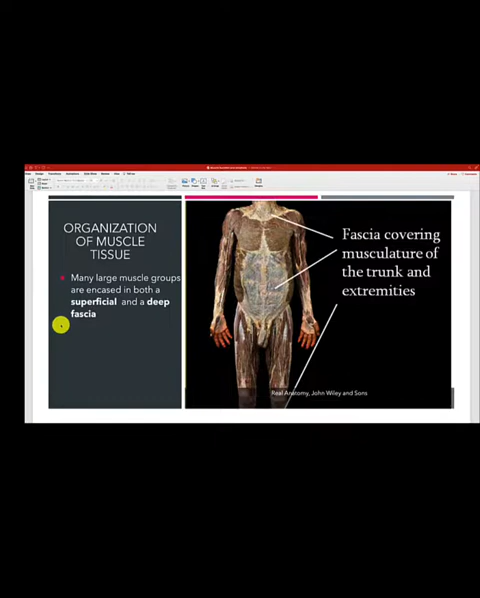 ORGANIZATION
OF MUSCLE
TISSUE
Many large muscle groups
are encased in both a
superficial and a deep
fascia
Fascia covering
musculature of
the trunk and
extremities
Real Anatomy, John Wiley and Sons